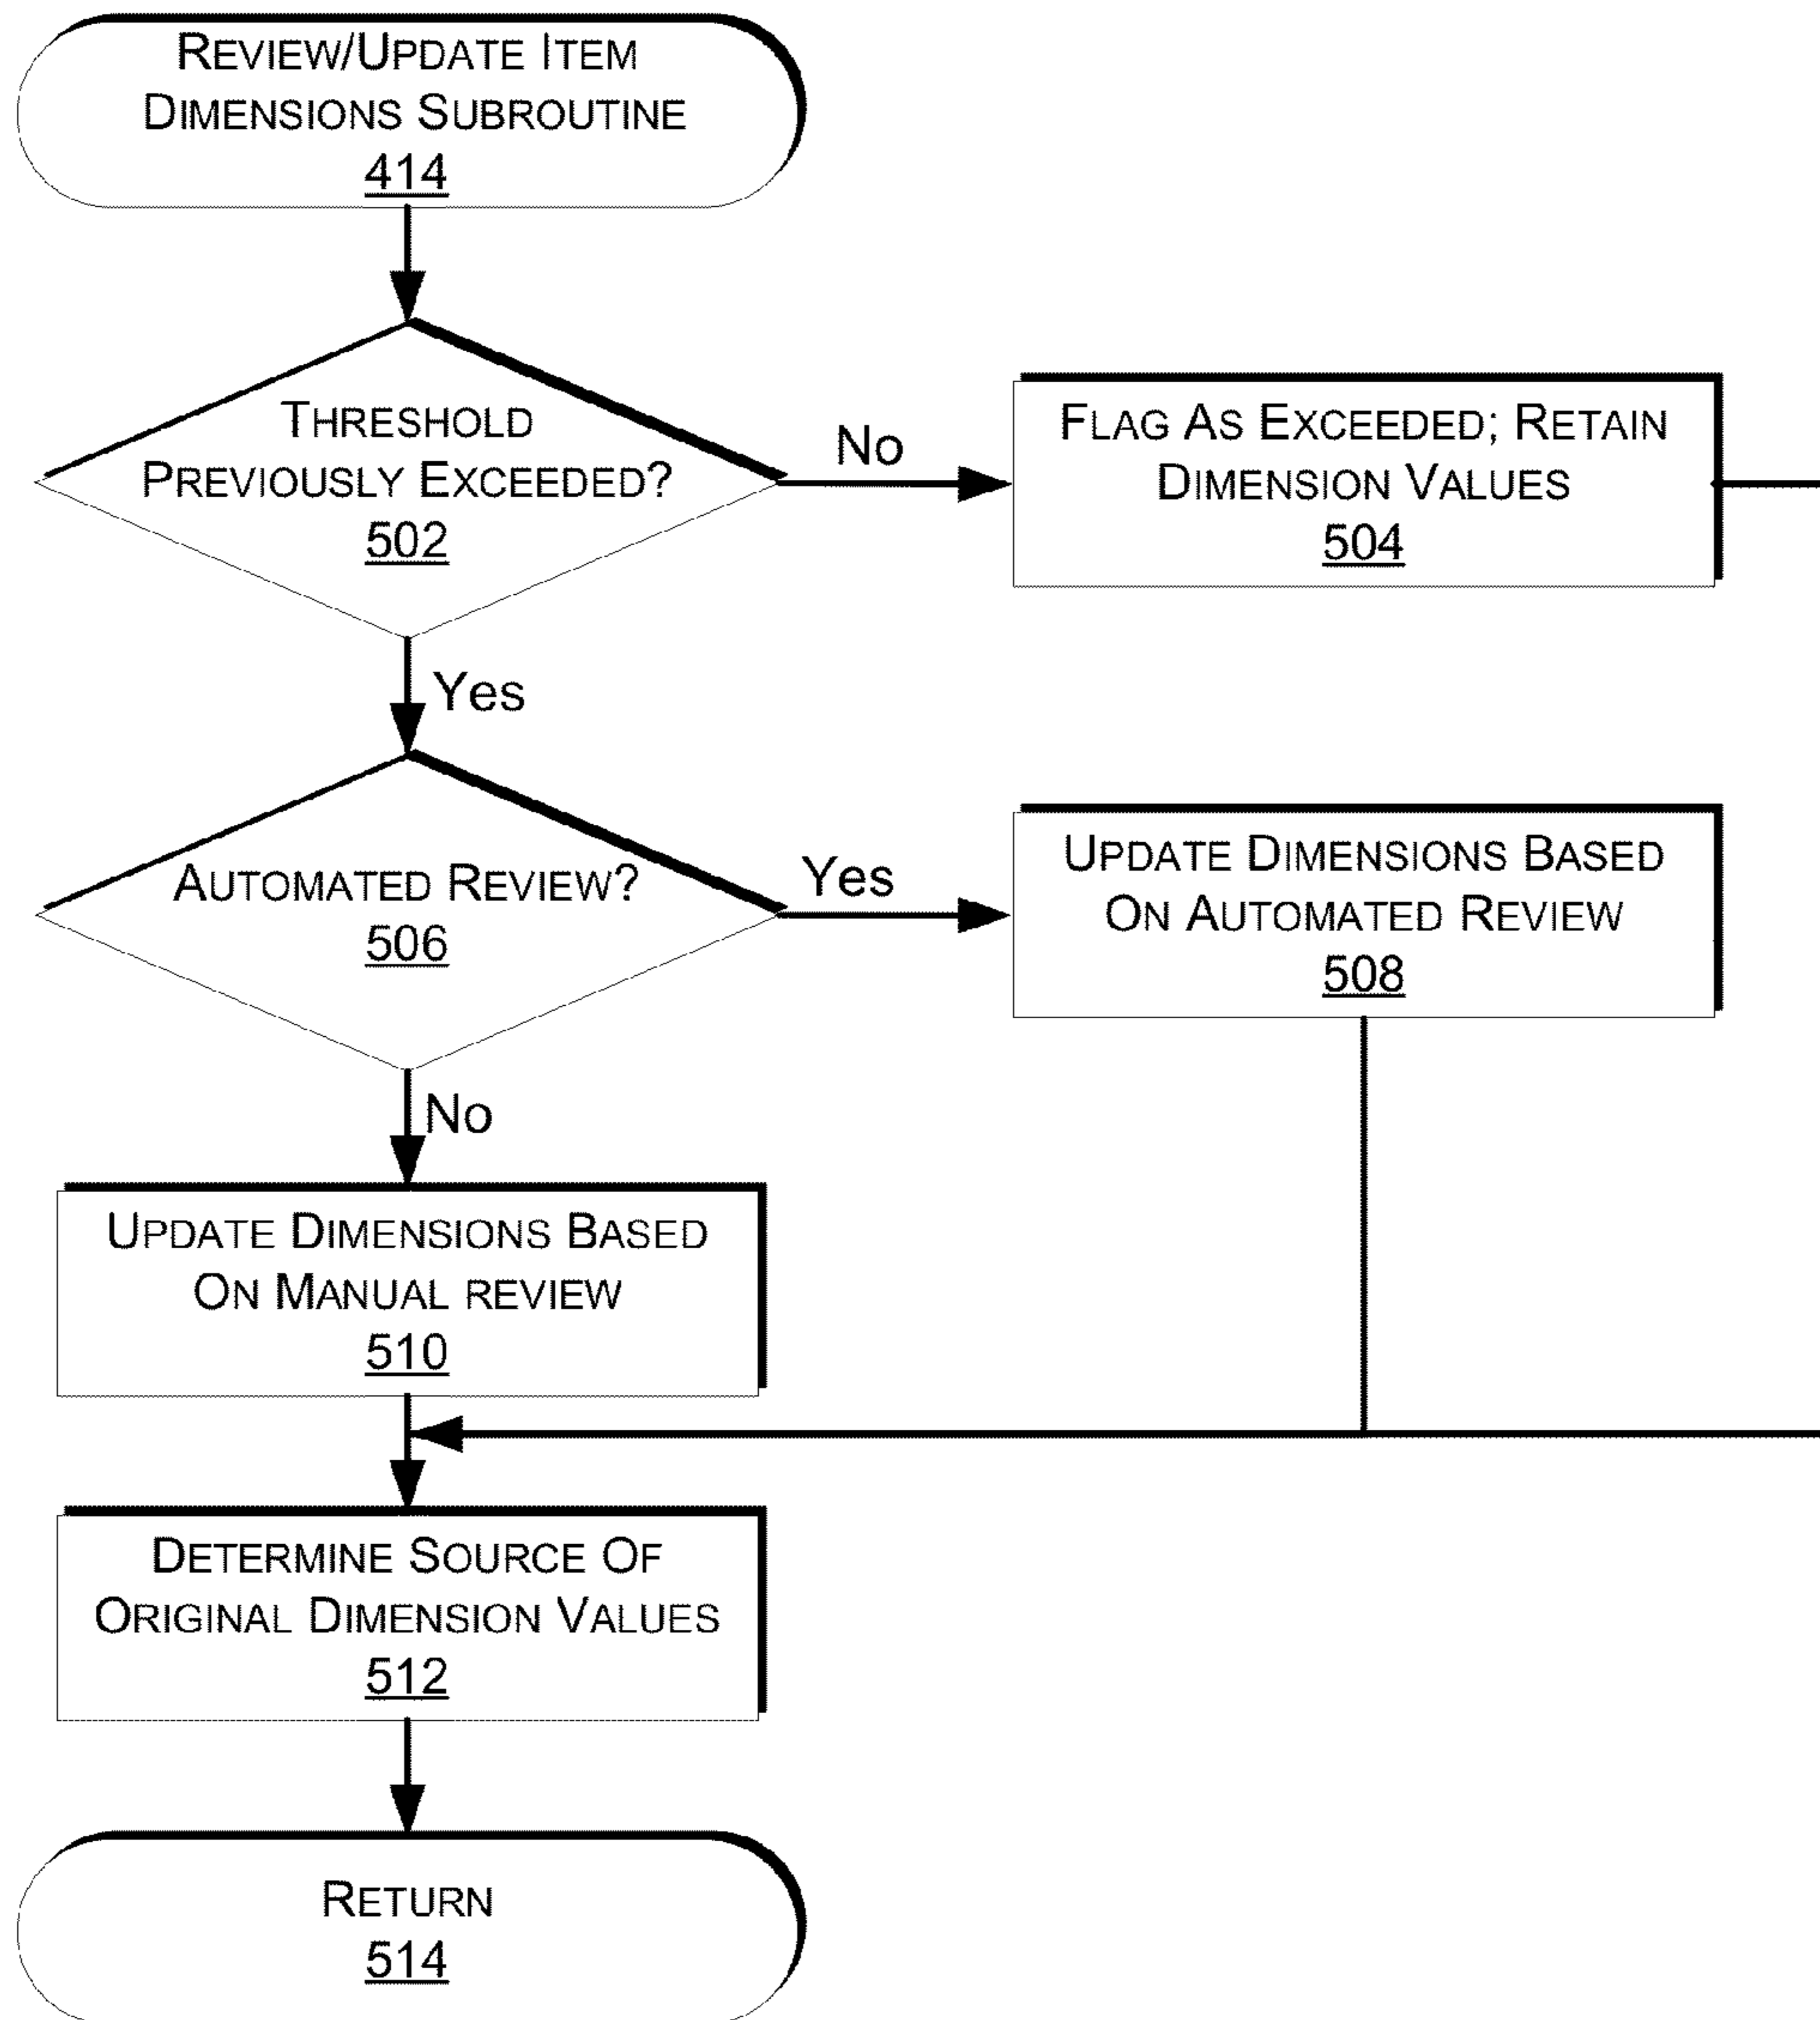 REVIEW/UPDATE ITEM
DIMENSIONS SUBROUTINE
414
THRESHOLD
PREVIOUSLY EXCEEDED?
502
No
FLAG AS EXCEEDED; RETAIN
DIMENSION VALUES
504
Yes
AUTOMATED REVIEW?
506
Yes
UPDATE DIMENSIONS BASED
ON AUTOMATED REVIEW
508
No
UPDATE DIMENSIONS BASED
ON MANUAL REVIEW
510
DETERMINE SOURCE OF
ORIGINAL DIMENSION VALUES
512
RETURN
514